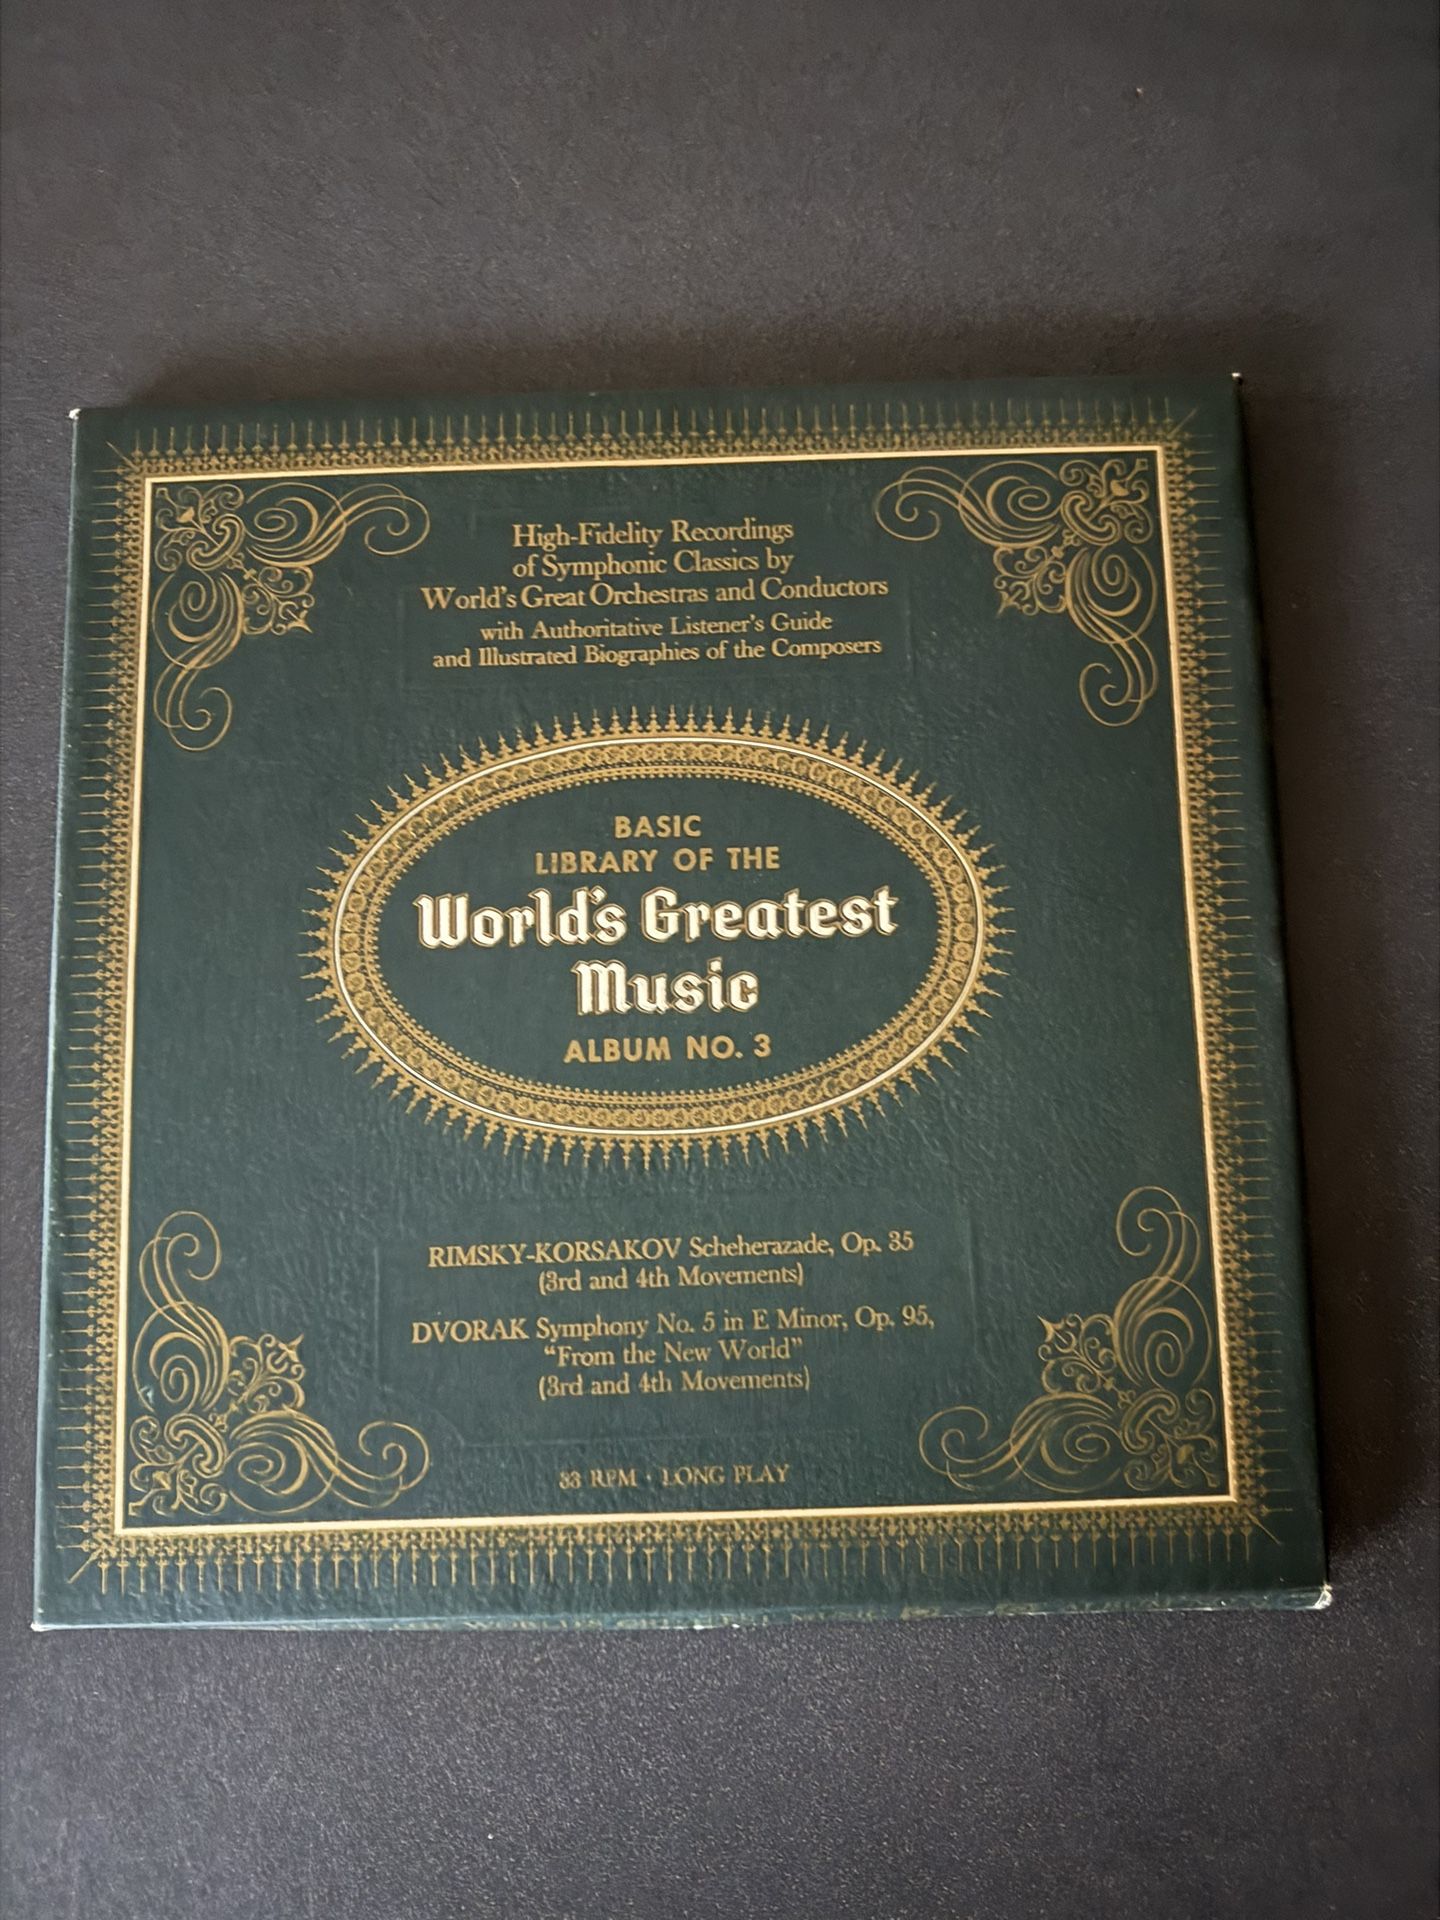 High-Fidelity Recordings
of Symphonic Classics by
World's Great Orchestras and Conductors
with Authoritative Listener's Guide
and Illustrated Biographies of the Composers
BASIC
LIBRARY OF THE
World's Greatest
Music
ALBUM NO. 3
RIMSKY-KORSAKOV Scheherazade, Op. 35
(3rd and 4th Movements)
DVORAK Symphony No. 5 in E Minor, Op. 95,
"From the New World"
(3rd and 4th Movements)
33 RPM · LONG PLAY